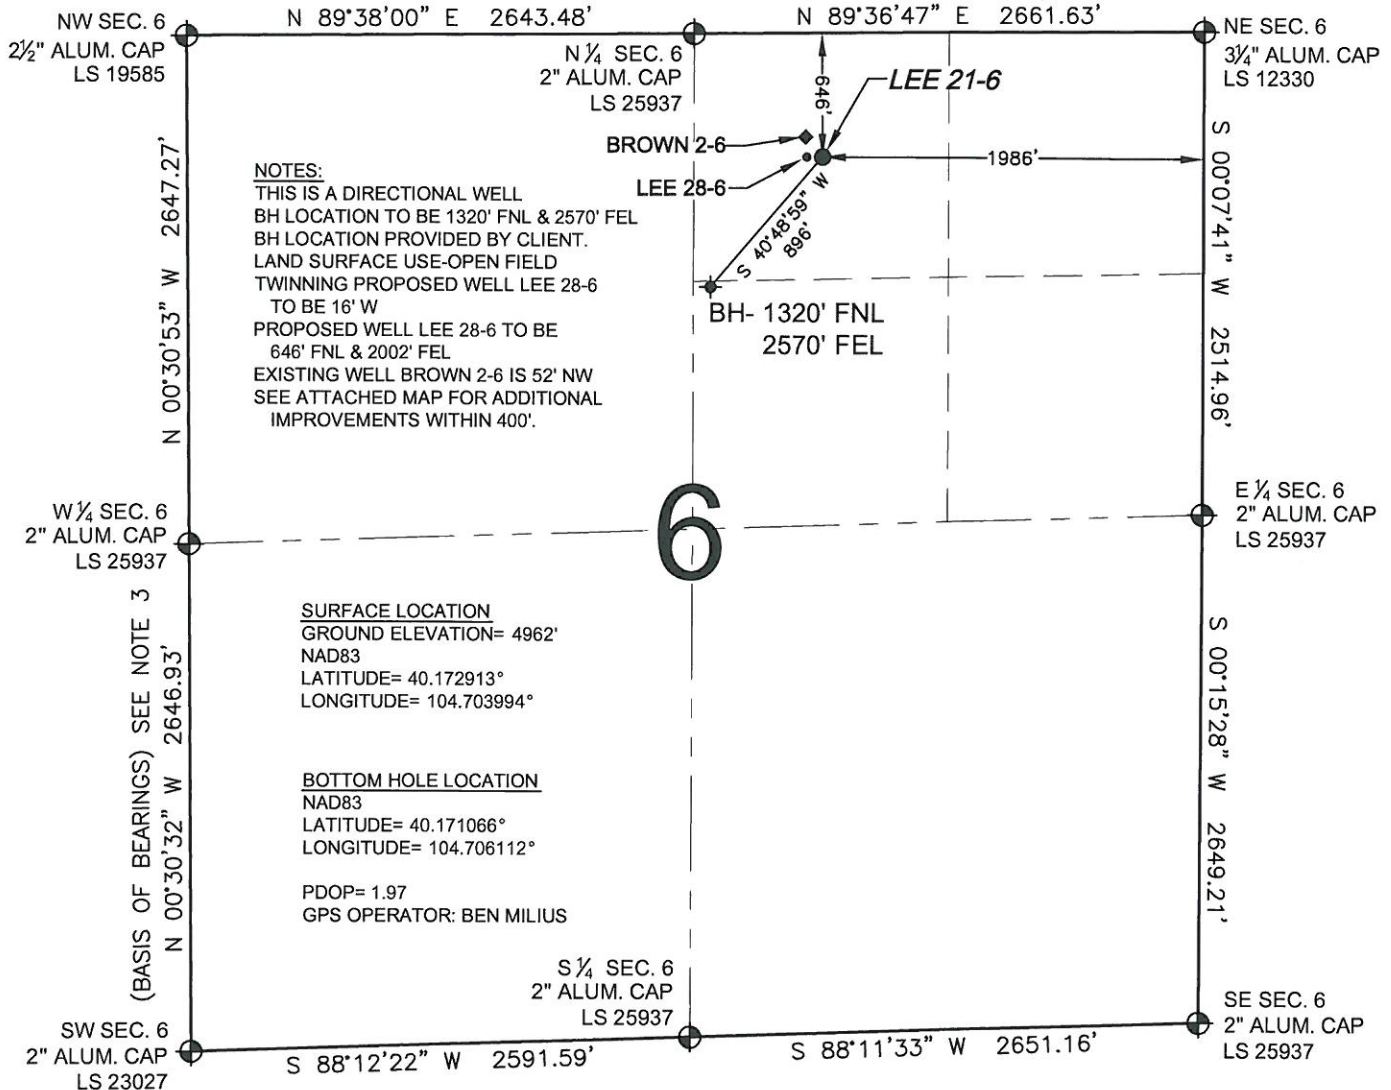 N 89°38'00" E 2643.48'
N 89°36'47" E 2661.63'
NW SEC. 6
2½" ALUM. CAP
LS 19585
N ¼ SEC. 6
2" ALUM. CAP
LS 25937
NE SEC. 6
3¼" ALUM. CAP
LS 12330
646'
LEE 21-6
BROWN 2-6
LEE 28-6
1986'
S 40°48'59" W
896'
BH- 1320' FNL
2570' FEL
NOTES:
THIS IS A DIRECTIONAL WELL
BH LOCATION TO BE 1320' FNL & 2570' FEL
BH LOCATION PROVIDED BY CLIENT.
LAND SURFACE USE-OPEN FIELD
TWINNING PROPOSED WELL LEE 28-6
TO BE 16' W
PROPOSED WELL LEE 28-6 TO BE
646' FNL & 2002' FEL
EXISTING WELL BROWN 2-6 IS 52' NW
SEE ATTACHED MAP FOR ADDITIONAL
IMPROVEMENTS WITHIN 400'.
N 00°30'53" W 2647.27'
S 00°07'41" W 2514.96'
W ¼ SEC. 6
2" ALUM. CAP
LS 25937
6
E ¼ SEC. 6
2" ALUM. CAP
LS 25937
SURFACE LOCATION
GROUND ELEVATION= 4962'
NAD83
LATITUDE= 40.172913°
LONGITUDE= 104.703994°
BOTTOM HOLE LOCATION
NAD83
LATITUDE= 40.171066°
LONGITUDE= 104.706112°
PDOP= 1.97
GPS OPERATOR: BEN MILIUS
(BASIS OF BEARINGS) SEE NOTE 3
N 00°30'32" W 2646.93'
S 00°15'28" W 2649.21'
S ¼ SEC. 6
2" ALUM. CAP
LS 25937
SW SEC. 6
2" ALUM. CAP
LS 23027
SE SEC. 6
2" ALUM. CAP
LS 25937
S 88°12'22" W 2591.59'
S 88°11'33" W 2651.16'